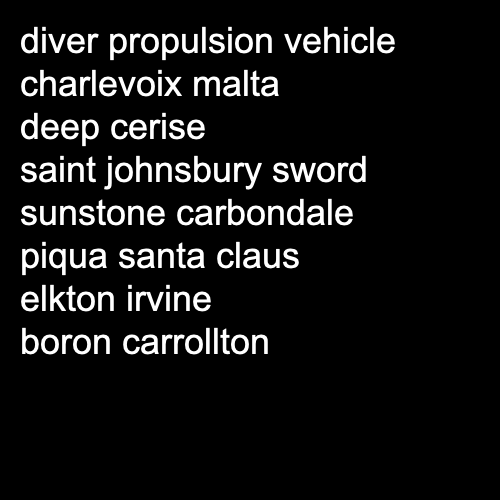 diver propulsion vehicle
charlevoix malta
deep cerise
saint johnsbury sword
sunstone carbondale
piqua santa claus
elkton irvine
boron carrollton